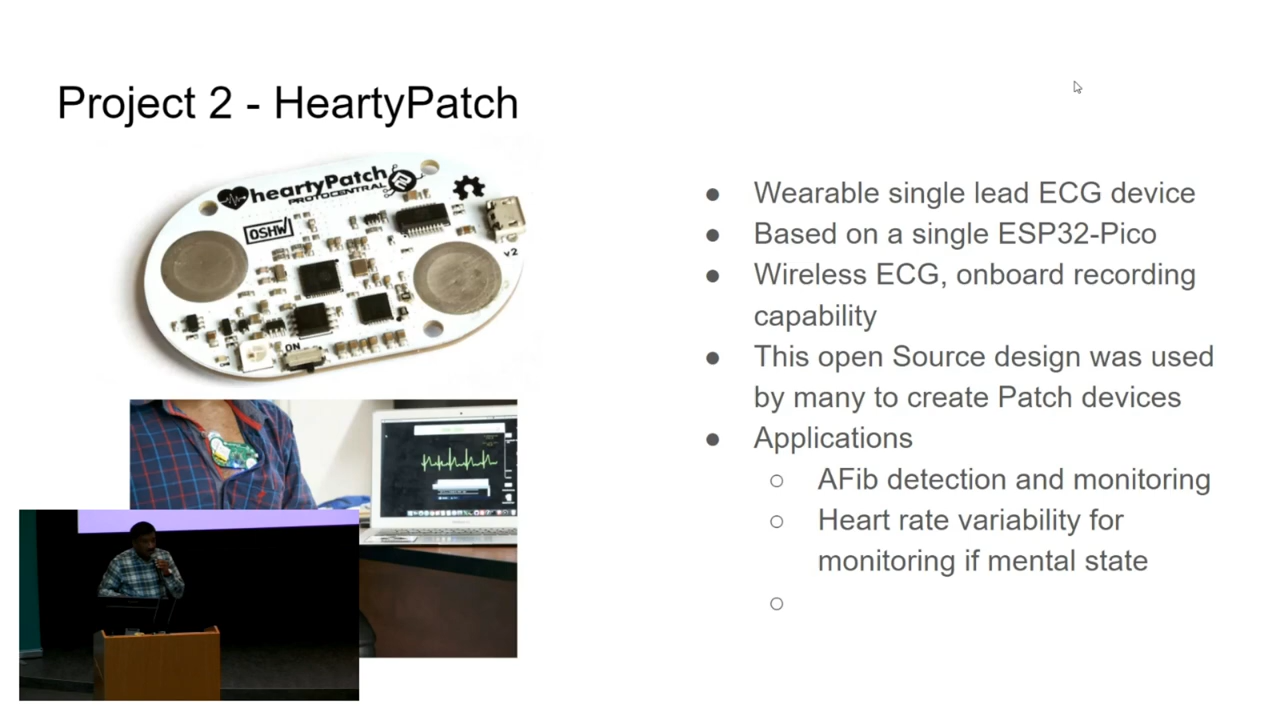 Project 2 - HeartyPatch
heartyPatch
PROTOCENTRAL
OSHW
v2
ON
Wearable single lead ECG device
Based on a single ESP32-Pico
Wireless ECG, onboard recording
capability
This open Source design was used
by many to create Patch devices
Applications
AFib detection and monitoring
Heart rate variability for
monitoring if mental state